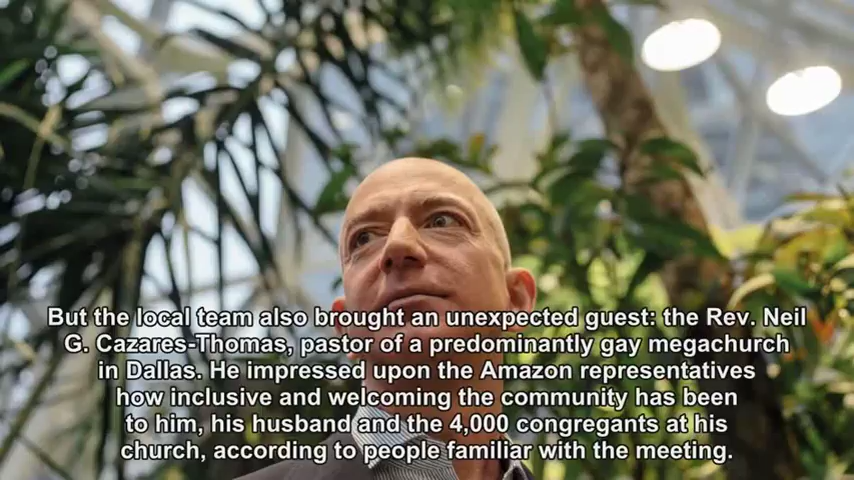 But the local team also brought an unexpected guest: the Rev. Neil
G. Cazares-Thomas, pastor of a predominantly gay megachurch
in Dallas. He impressed upon the Amazon representatives
how inclusive and welcoming the community has been
to him, his husband and the 4,000 congregants at his
church, according to people familiar with the meeting.